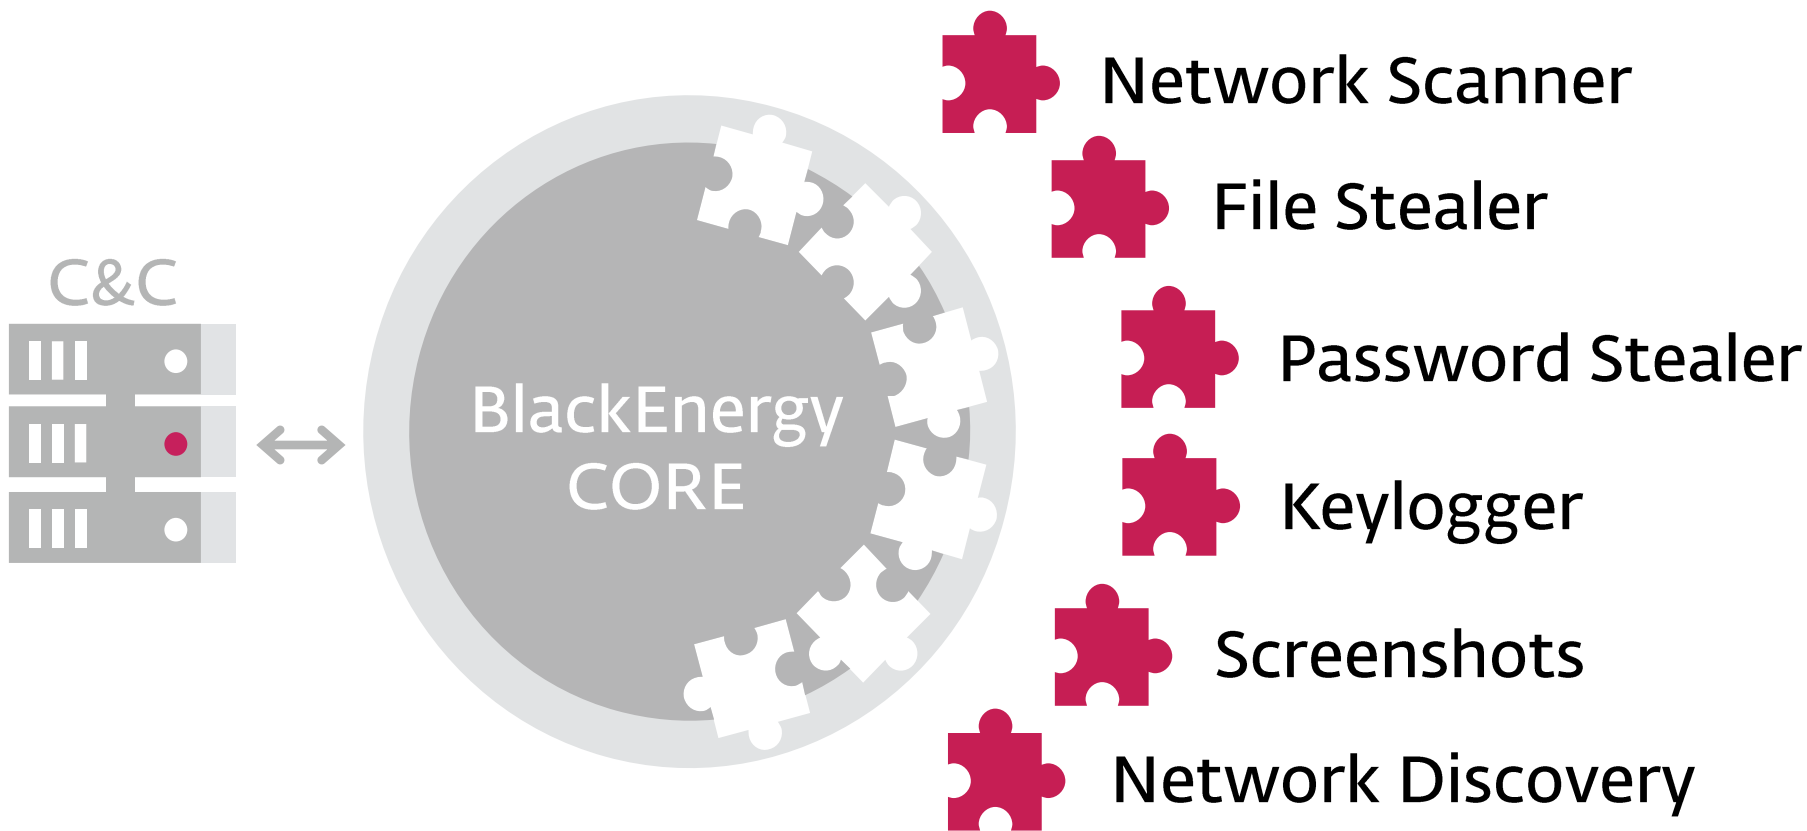 C&C
BlackEnergy
CORE
Network Scanner
File Stealer
Password Stealer
Keylogger
Screenshots
Network Discovery